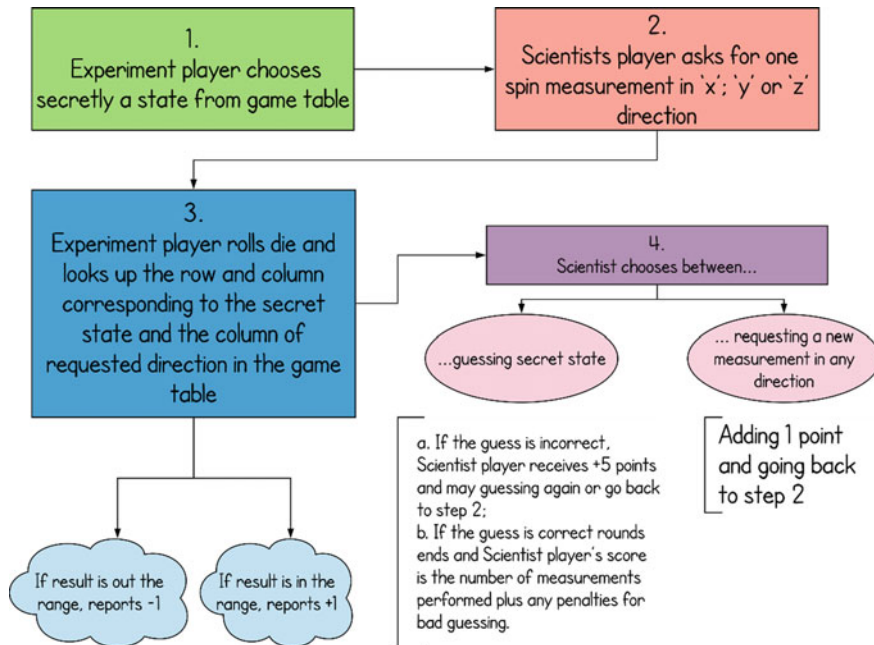 1.
Experiment player chooses
secretly a state from game table
2.
Scientists player asks for one
spin measurement in ‘x’; ‘y’ or ‘z’
direction
3.
Experiment player rolls die and
looks up the row and column
corresponding to the secret
state and the column of
requested direction in the game
table
4.
Scientist chooses between...
...guessing secret state
... requesting a new
measurement in any
direction
a. If the guess is incorrect,
Scientist player receives +5 points
and may guessing again or go back
to step 2;
b. If the guess is correct rounds
ends and Scientist player's score
is the number of measurements
performed plus any penalties for
bad guessing.
Adding 1 point
and going back
to step 2
If result is out the
range, reports -1
If result is in the
range, reports +1